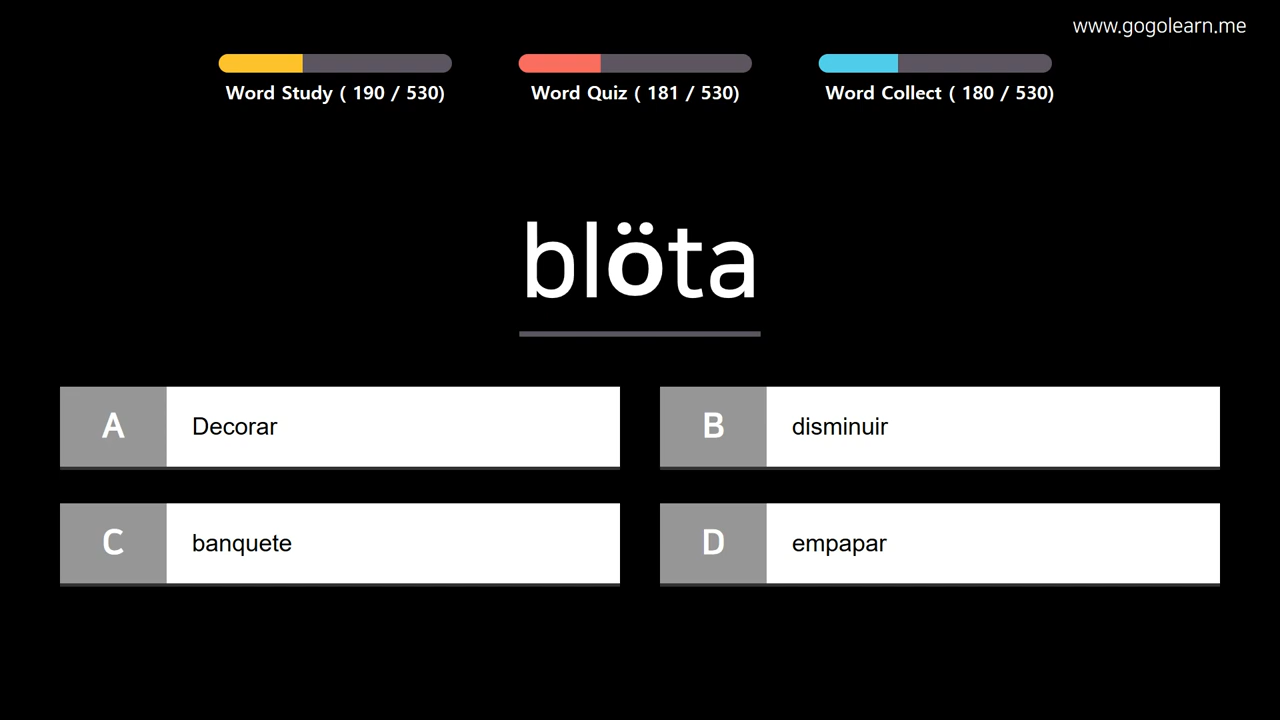 www.gogolearn.me
Word Study ( 190 / 530)
Word Quiz ( 181 / 530)
Word Collect ( 180 / 530)
blöta
A Decorar
B disminuir
C banquete
D empapar